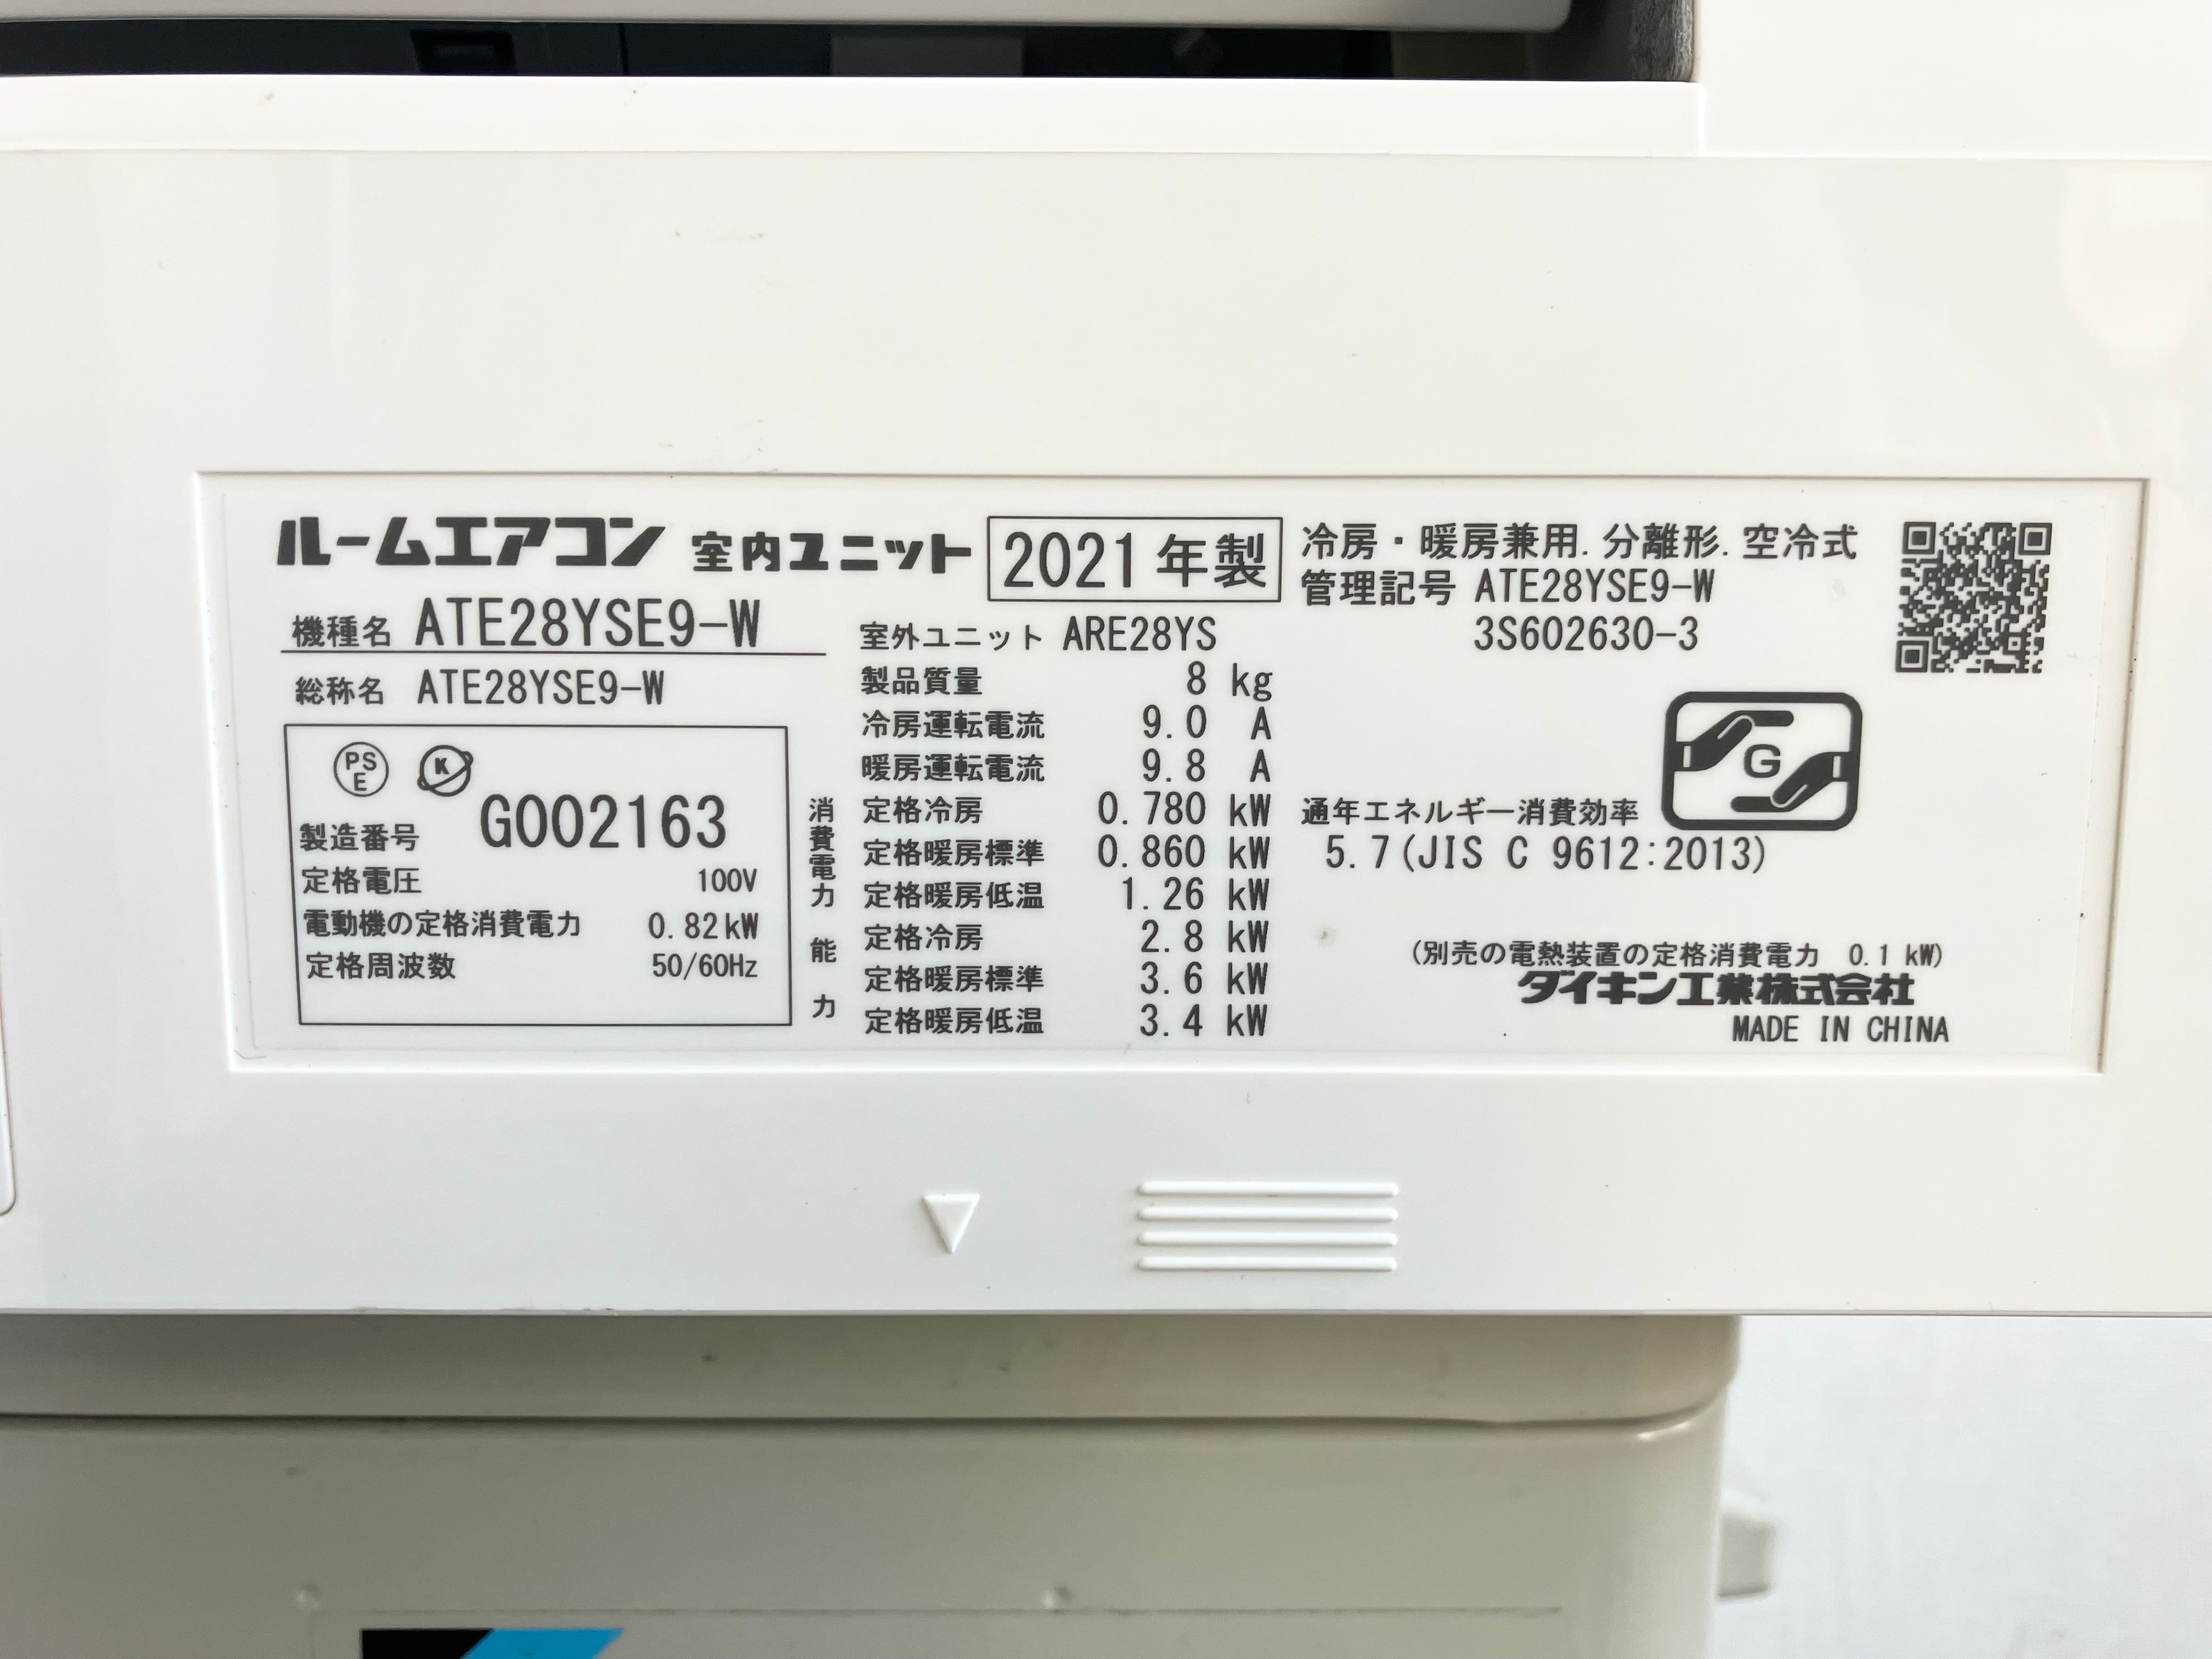 ルームエアコン 室内ユニット 2021年製
機種名 ATE28YSE9-W
総称名 ATE28YSE9-W
PS E K
製造番号 G002163
定格電圧 100V
電動機の定格消費電力 0.82kW
定格周波数 50/60Hz
室外ユニット ARE28YS
製品質量 8 kg
冷房運転電流 9.0 A
暖房運転電流 9.8 A
消費電力
定格冷房 0.780 kW
定格暖房標準 0.860 kW
定格暖房低温 1.26 kW
能力
定格冷房 2.8 kW
定格暖房標準 3.6 kW
定格暖房低温 3.4 kW
冷房・暖房兼用.分離形.空冷式
管理記号 ATE28YSE9-W
3S602630-3
G
通年エネルギー消費効率
5.7(JIS C 9612:2013)
(別売の電熱装置の定格消費電力 0.1 kW)
ダイキン工業株式会社
MADE IN CHINA